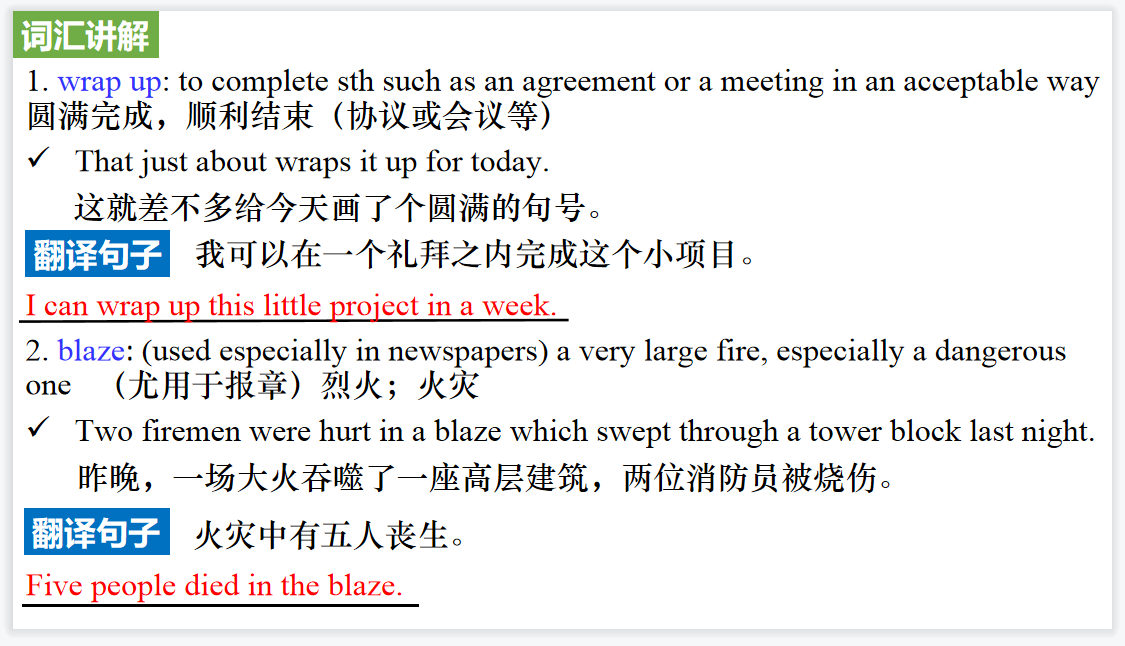 词汇讲解
1. wrap up: to complete sth such as an agreement or a meeting in an acceptable way
圆满完成，顺利结束（协议或会议等）
✓ That just about wraps it up for today.
这就差不多给今天画了个圆满的句号。
翻译句子 我可以在一个礼拜之内完成这个小项目。
I can wrap up this little project in a week.
2. blaze: (used especially in newspapers) a very large fire, especially a dangerous
one （尤用于报章）烈火；火灾
✓ Two firemen were hurt in a blaze which swept through a tower block last night.
昨晚，一场大火吞噬了一座高层建筑，两位消防员被烧伤。
翻译句子 火灾中有五人丧生。
Five people died in the blaze.